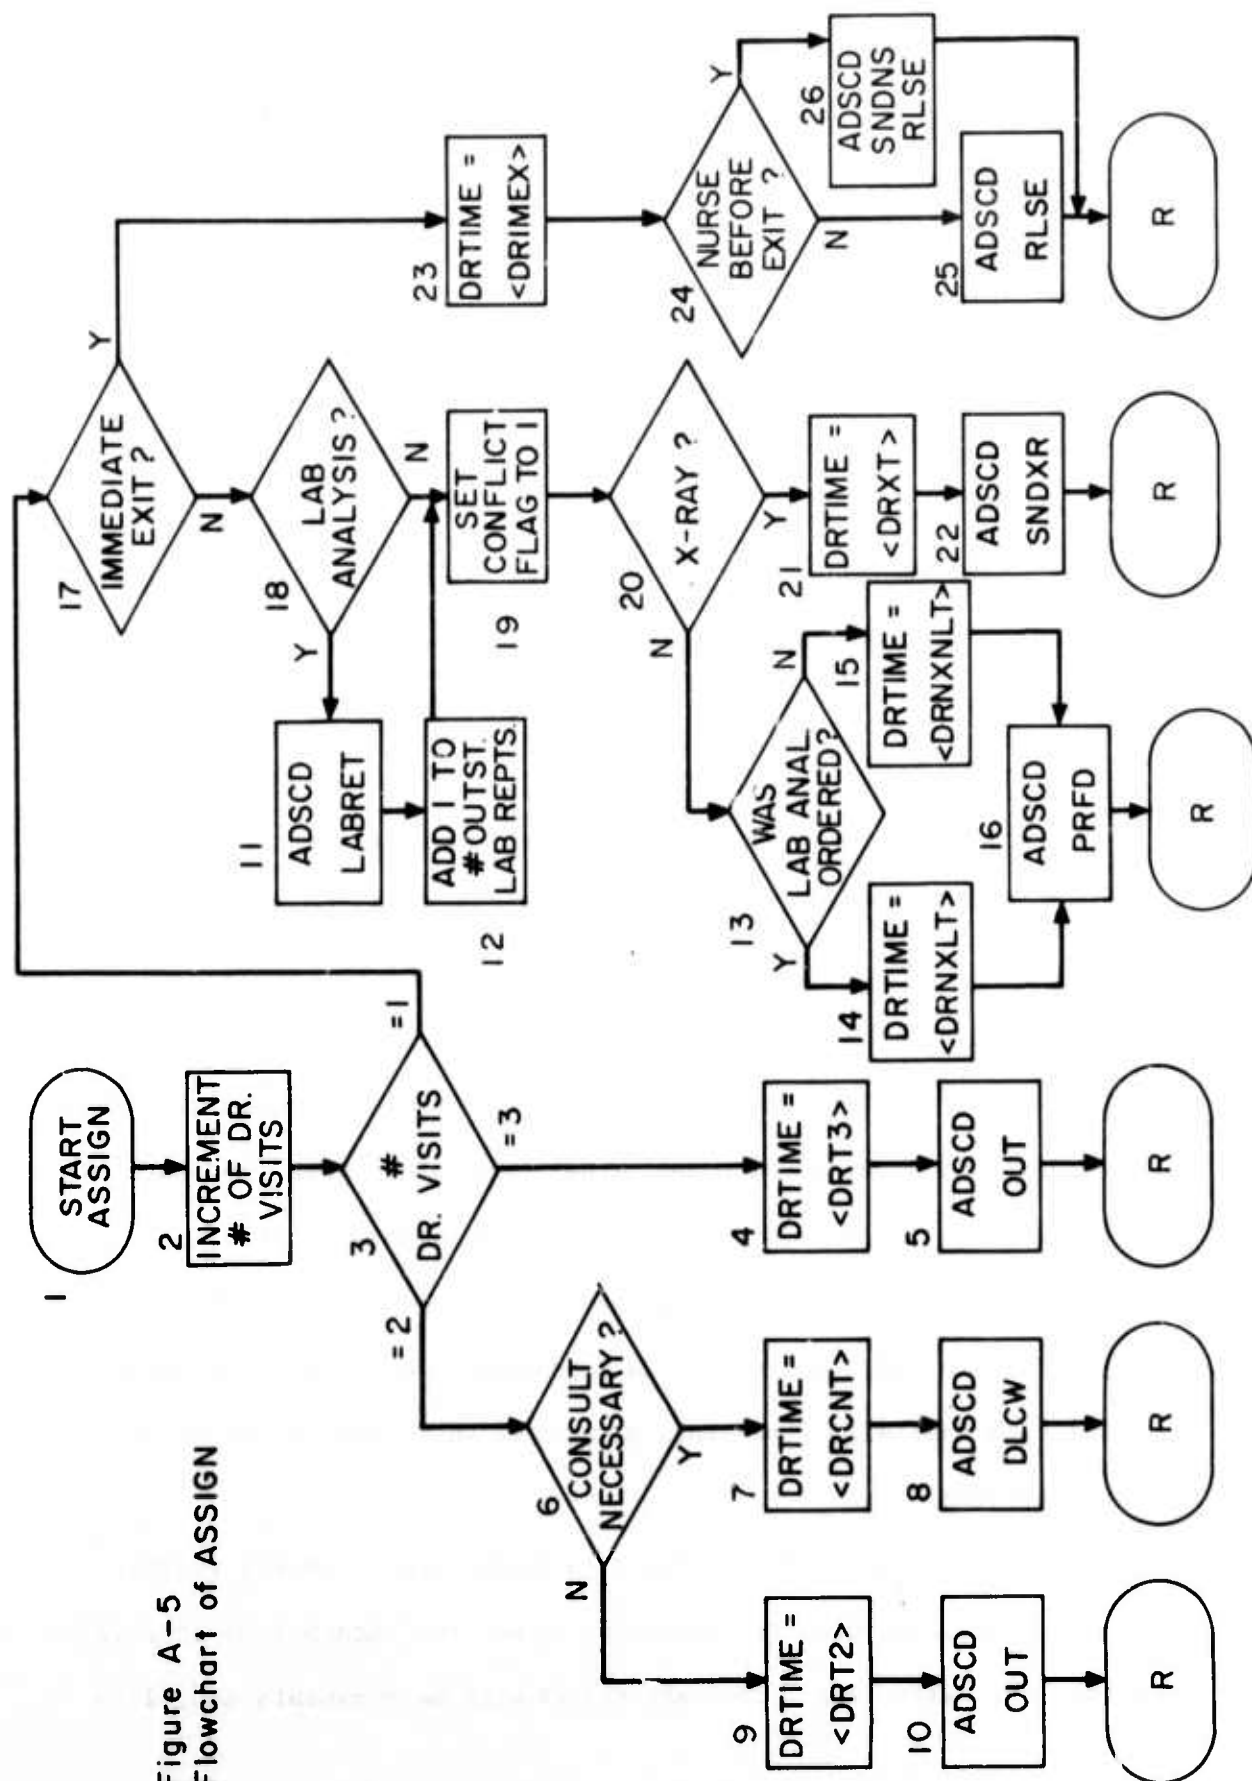 1
START
ASSIGN
2
INCREMENT
# OF DR.
VISITS
3
#
DR. VISITS
=1
=2
=3
4
DRTIME =
<DRT3>
5
ADSCD
OUT
R
6
CONSULT
NECESSARY?
N
Y
7
DRTIME =
<DRCNT>
8
ADSCD
DLCW
R
9
DRTIME =
<DRT2>
10
ADSCD
OUT
R
17
IMMEDIATE
EXIT?
Y
N
18
LAB
ANALYSIS?
Y
N
11
ADSCD
LABRET
12
ADD 1 TO
# OUTST.
LAB REPTS.
19
SET
CONFLICT
FLAG TO 1
20
X-RAY?
N
Y
13
WAS
LAB ANAL.
ORDERED?
Y
N
14
DRTIME =
<DRNXLT>
15
DRTIME =
<DRNXNLT>
16
ADSCD
PRFD
R
21
DRTIME =
<DRXT>
22
ADSCD
SNDXR
R
23
DRTIME =
<DRIMEX>
24
NURSE
BEFORE
EXIT?
Y
N
26
ADSCD
SNDNS
RLSE
25
ADSCD
RLSE
R
Figure A-5
Flowchart of ASSIGN